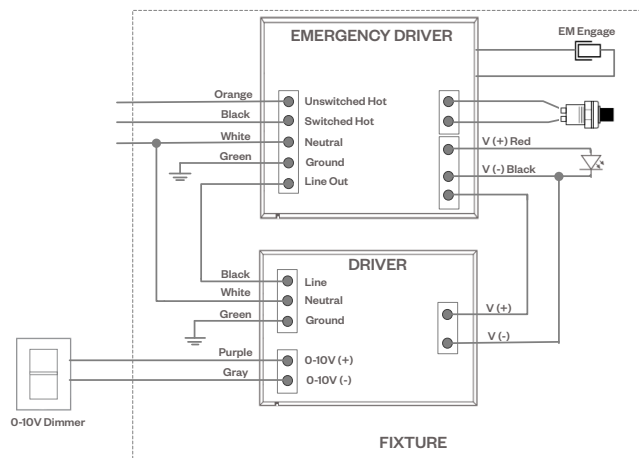 EMERGENCY DRIVER
EM Engage
Orange
Unswitched Hot
Black
Switched Hot
White
Neutral
V (+) Red
Green
Ground
V (-) Black
Line Out
DRIVER
Black
Line
White
Neutral
V (+)
Green
Ground
V (-)
Purple
0-10V (+)
Gray
0-10V (-)
0-10V Dimmer
FIXTURE